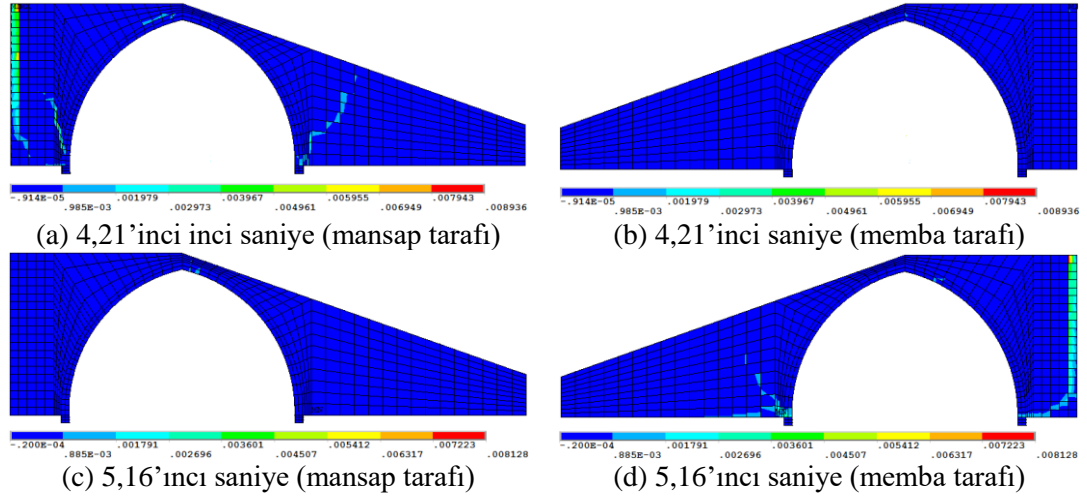 -.914E-05 .001979 .003967 .005955 .007943
.985E-03 .002973 .004961 .006949 .008936
(a) 4,21’inci inci saniye (mansap tarafı)
-.914E-05 .001979 .003967 .005955 .007943
.985E-03 .002973 .004961 .006949 .008936
(b) 4,21’inci saniye (memba tarafı)
-.200E-04 .001791 .003601 .005412 .007223
.885E-03 .002696 .004507 .006317 .008128
(c) 5,16’ıncı saniye (mansap tarafı)
-.200E-04 .001791 .003601 .005412 .007223
.885E-03 .002696 .004507 .006317 .008128
(d) 5,16’ıncı saniye (memba tarafı)